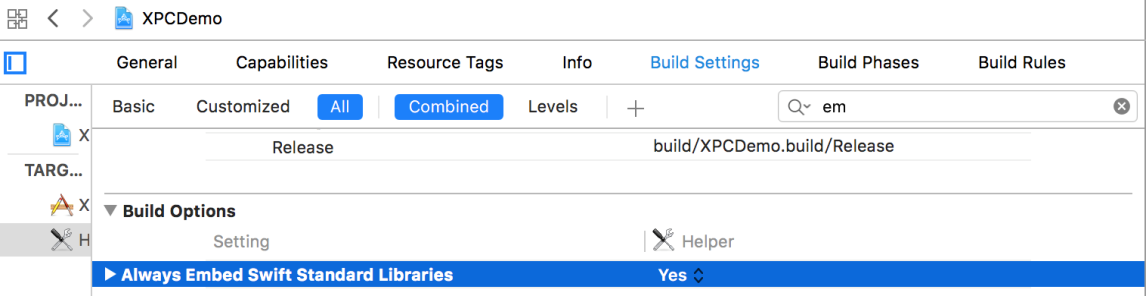 XPCDemo
General Capabilities Resource Tags Info Build Settings Build Phases Build Rules
PROJ...
Basic Customized All Combined Levels + em
X
Release build/XPCDemo.build/Release
TARG...
X
Build Options
H
Setting Helper
Always Embed Swift Standard Libraries Yes